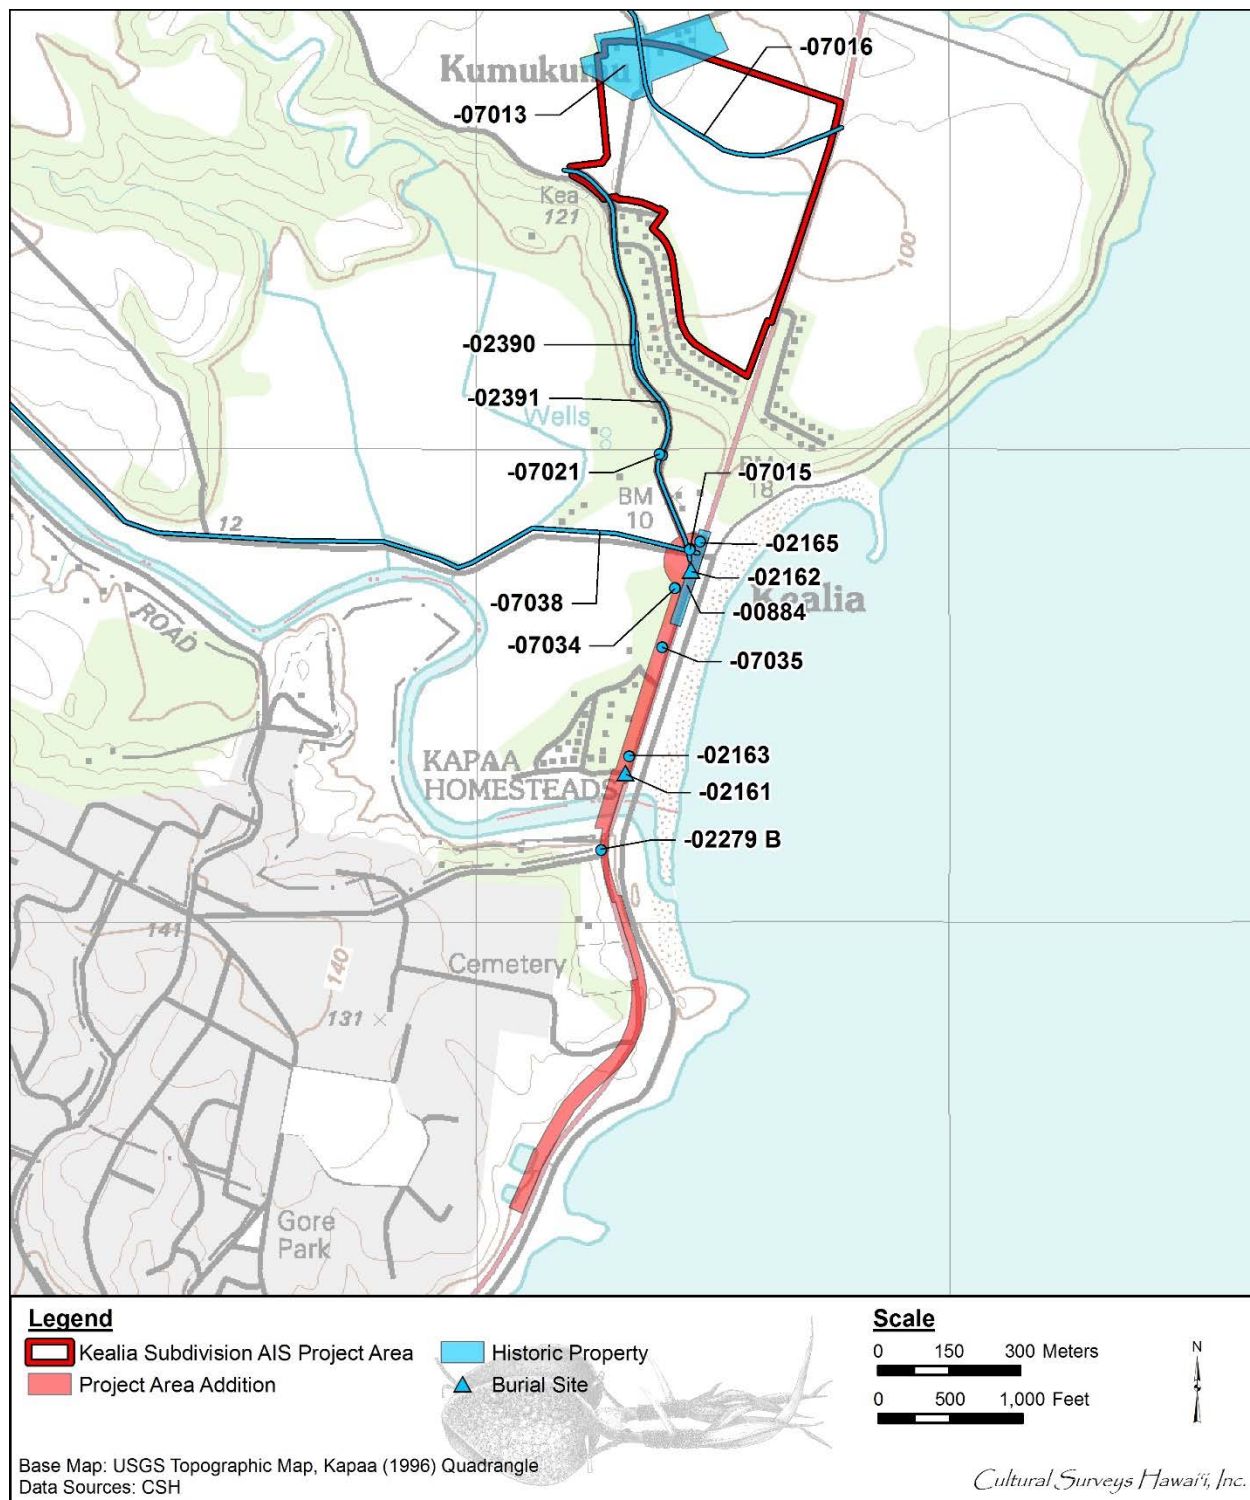 -07016
Kumukumu
-07013
Kea
121
100
-02390
-02391
Wells
-07021
-07015
BM
18
BM
10
12
-02165
-02162
Kealia
-07038
-00884
ROAD
-07034
-07035
-02163
KAPAA
HOMESTEADS
-02161
-02279 B
141
140
Cemetery
131
Gore
Park
Legend
Kealia Subdivision AIS Project Area
Historic Property
Project Area Addition
Burial Site
Scale
0 150 300 Meters
0 500 1,000 Feet
N
Base Map: USGS Topographic Map, Kapaa (1996) Quadrangle
Data Sources: CSH
Cultural Surveys Hawaiʻi, Inc.